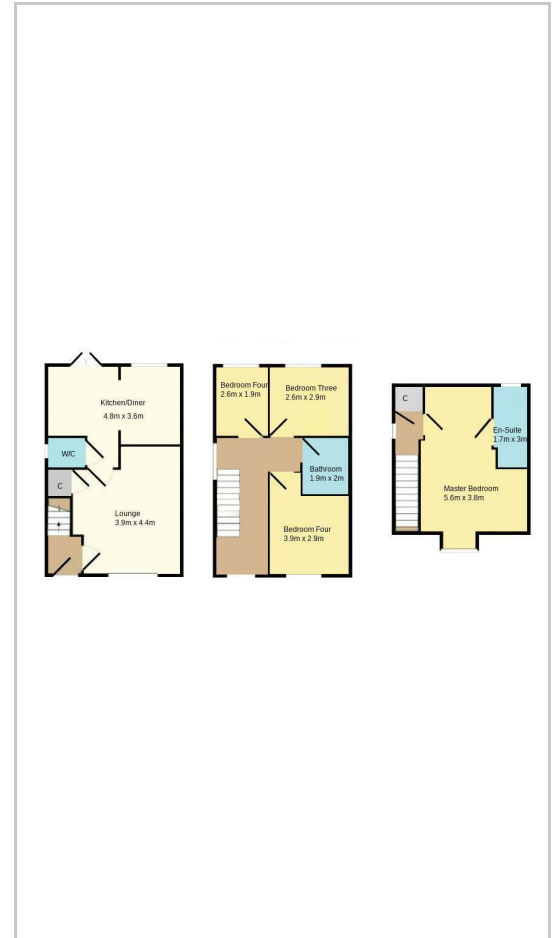 Kitchen/Diner
4.8m x 3.6m
W/C
C
Lounge
3.9m x 4.4m
Bedroom Four
2.6m x 1.9m
Bedroom Three
2.6m x 2.9m
Bathroom
1.9m x 2m
Bedroom Four
3.9m x 2.9m
C
En-Suite
1.7m x 3m
Master Bedroom
5.6m x 3.8m